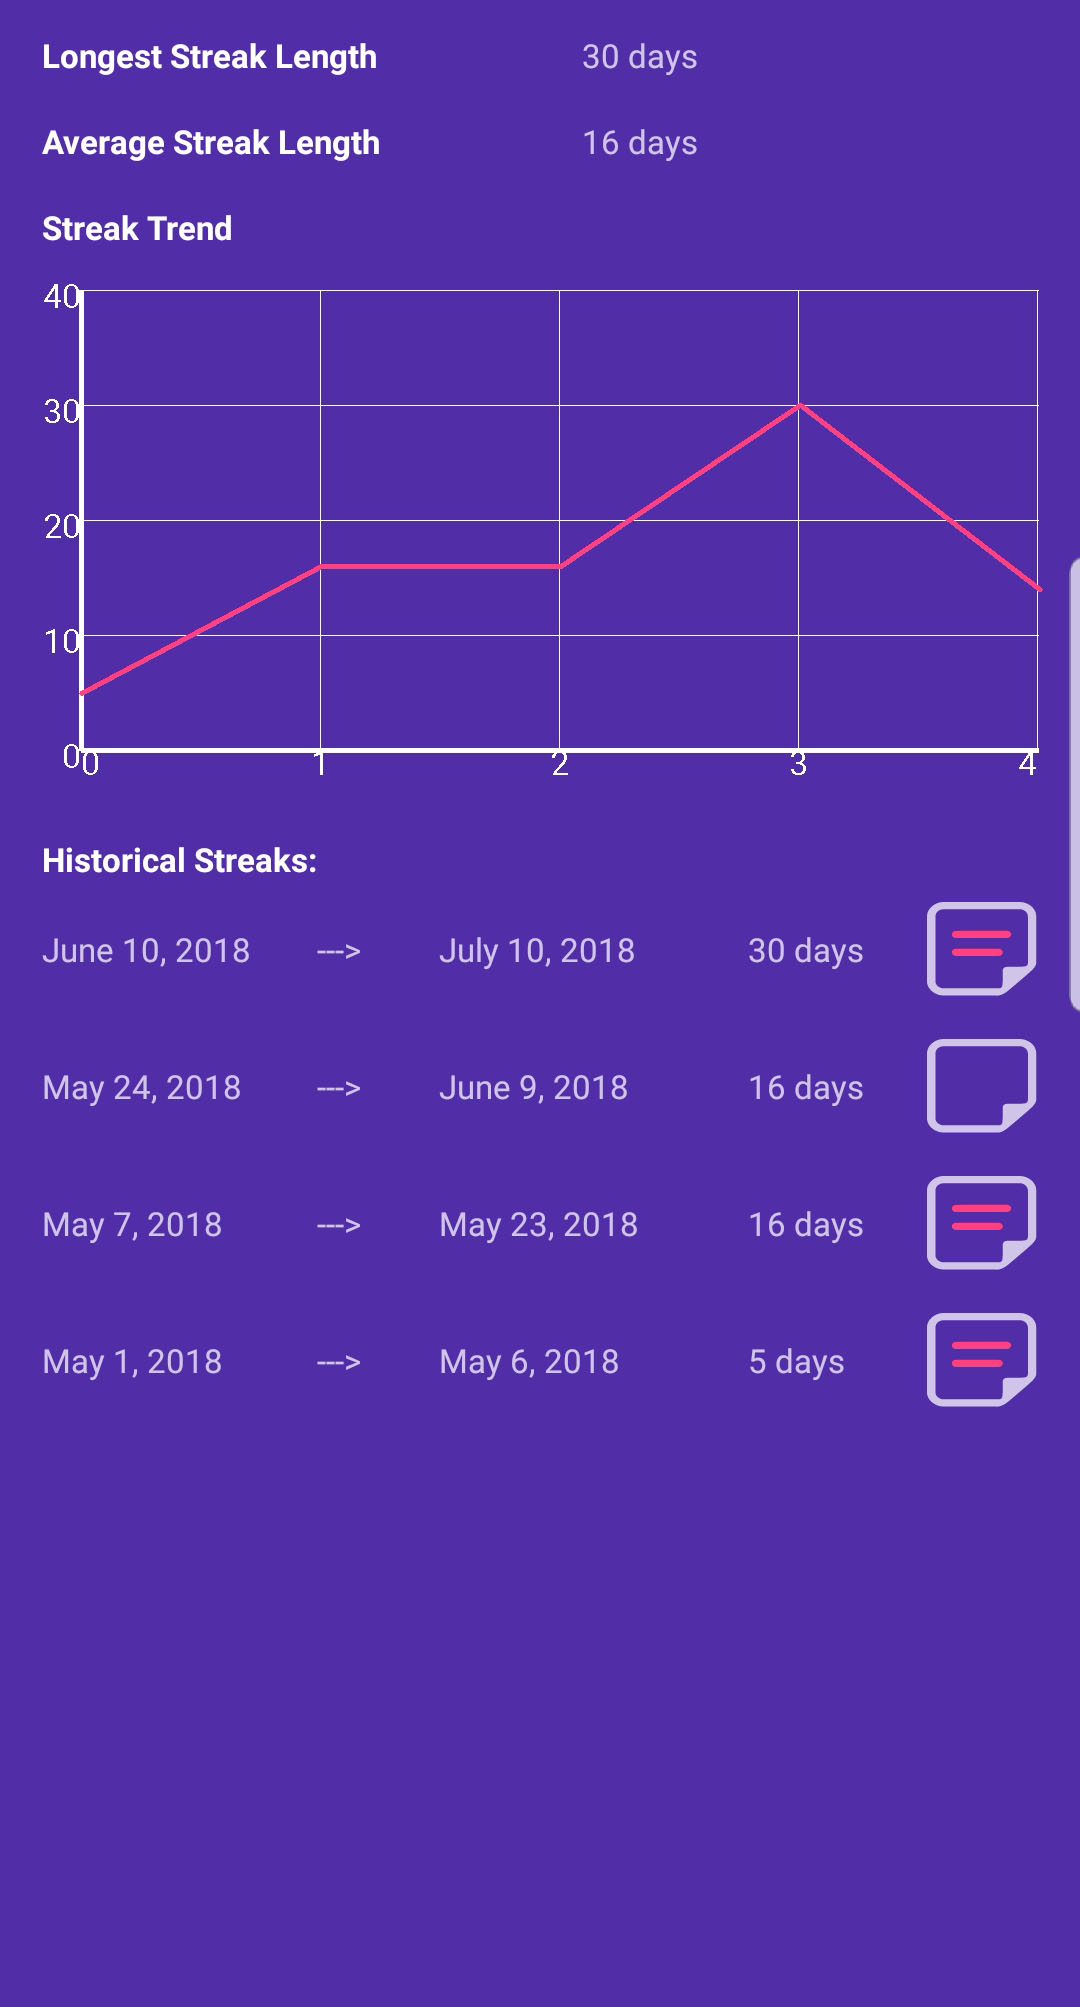 Longest Streak Length 30 days
Average Streak Length 16 days
Streak Trend
40
30
20
10
0
0 1 2 3 4
Historical Streaks:
June 10, 2018 ---> July 10, 2018 30 days
May 24, 2018 ---> June 9, 2018 16 days
May 7, 2018 ---> May 23, 2018 16 days
May 1, 2018 ---> May 6, 2018 5 days